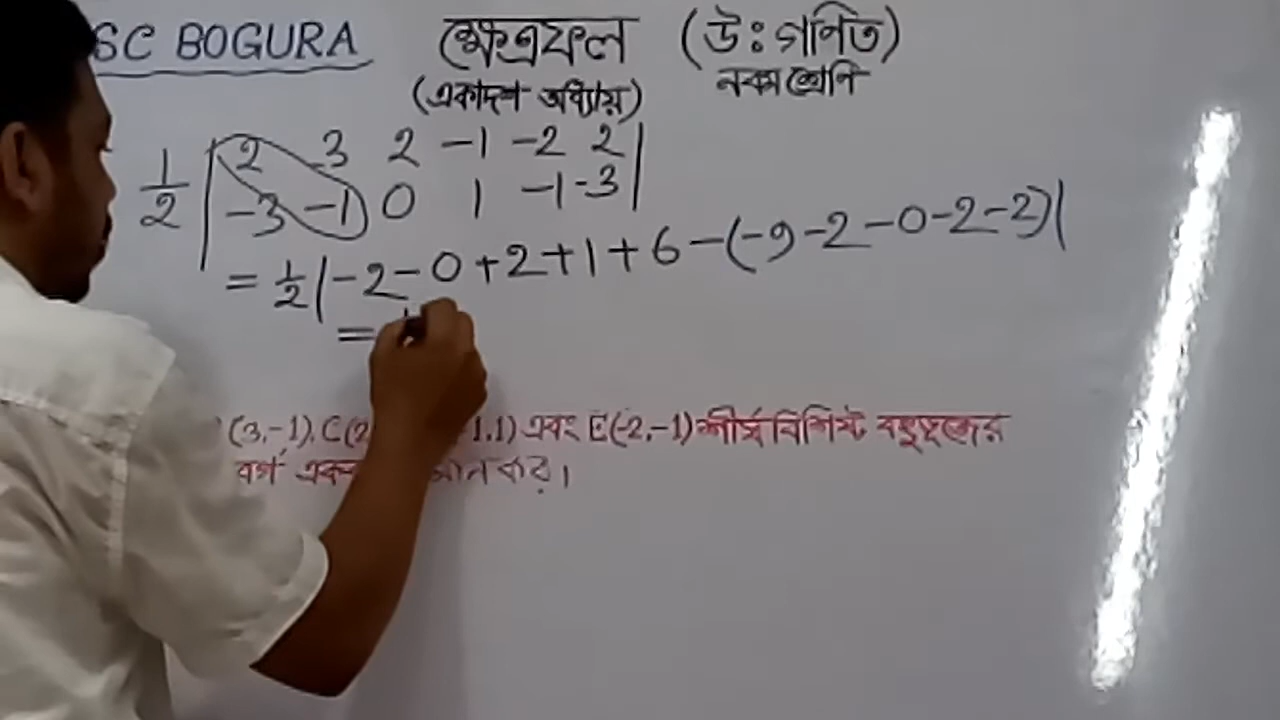 SC BOGURA ক্ষেত্রফল (উঃগণিত)
(একাদশ অধ্যায়) নবম শ্রেণি
1/2 | 2 3 2 -1 -2 2 |
| -3 -1 0 1 -1 -3 |
= 1/2 | -2 - 0 + 2 + 1 + 6 - (-9 - 2 - 0 - 2 - 2) |
=
(3,-1), C(2 1,1) এবং E(-2,-1) শীর্ষ বিশিষ্ট বহুভুজের
বর্গ কর।